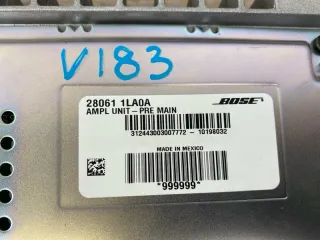 V183
28061 1LA0A
AMPL UNIT - PRE MAIN
BOSE
312443003007772 - 10198032
MADE IN MEXICO
*999999*